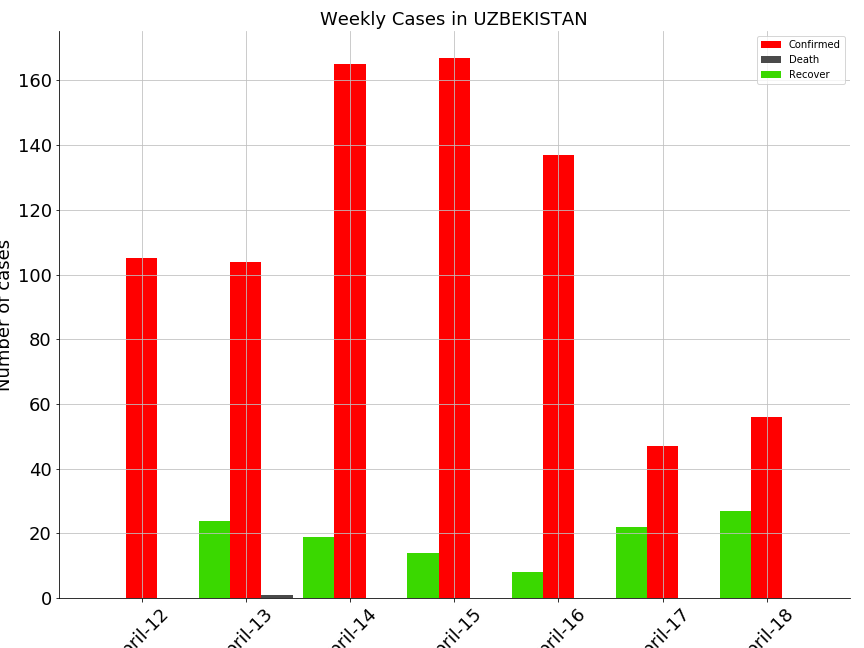 Weekly Cases in UZBEKISTAN
Confirmed
Death
Recover
Number of cases
160
140
120
100
80
60
40
20
0
pril-12
pril-13
pril-14
pril-15
pril-16
pril-17
pril-18